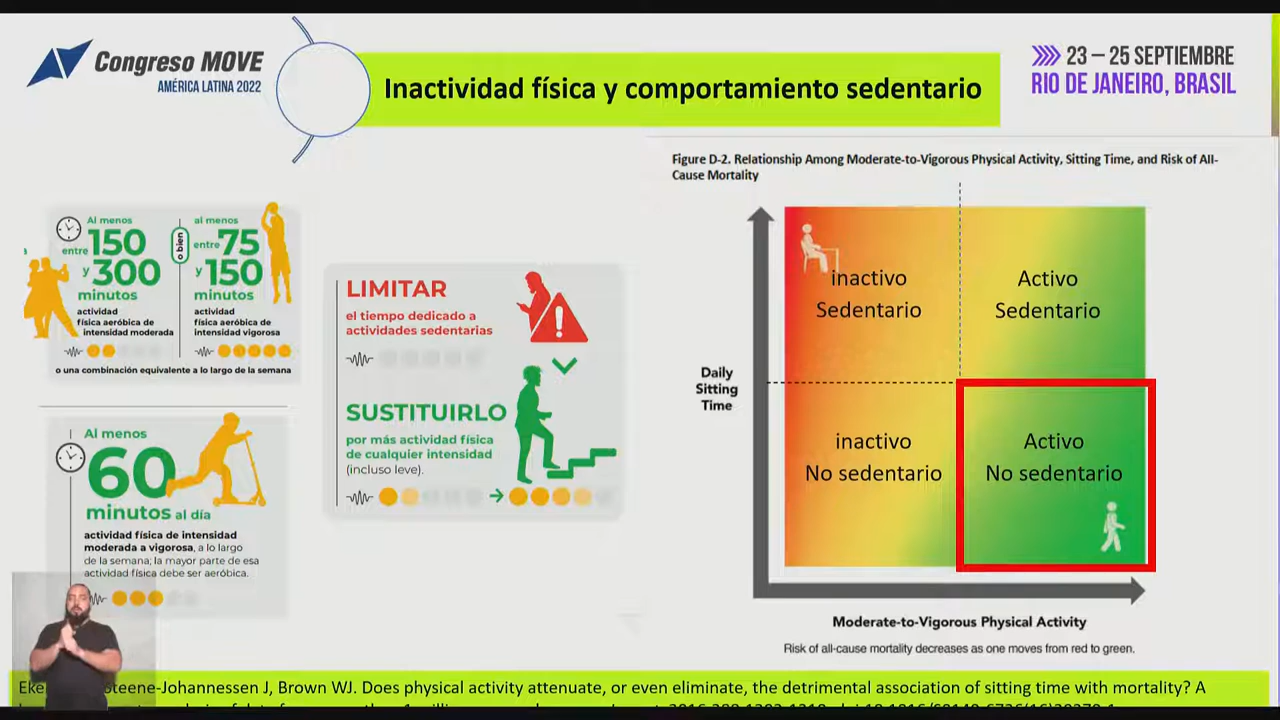 Congreso MOVE
AMÉRICA LATINA 2022
Inactividad física y comportamiento sedentario
23 – 25 SEPTIEMBRE
RIO DE JANEIRO, BRASIL
Al menos
entre 150
y 300
minutos
actividad
física aeróbica de
intensidad moderada
o bien
al menos
entre 75
y 150
minutos
actividad
física aeróbica de
intensidad vigorosa
o una combinación equivalente a lo largo de la semana
Al menos
60
minutos al día
actividad física de intensidad
moderada a vigorosa, a lo largo
de la semana; la mayor parte de esa
actividad física debe ser aeróbica.
LIMITAR
el tiempo dedicado a
actividades sedentarias
SUSTITUIRLO
por más actividad física
de cualquier intensidad
(incluso leve).
Figure D-2. Relationship Among Moderate-to-Vigorous Physical Activity, Sitting Time, and Risk of All-
Cause Mortality
inactivo
Sedentario
Activo
Sedentario
Daily
Sitting
Time
inactivo
No sedentario
Activo
No sedentario
Moderate-to-Vigorous Physical Activity
Risk of all-cause mortality decreases as one moves from red to green.
J, Brown WJ. Does physical activity attenuate, or even eliminate, the detrimental association of sitting time with mortality? A